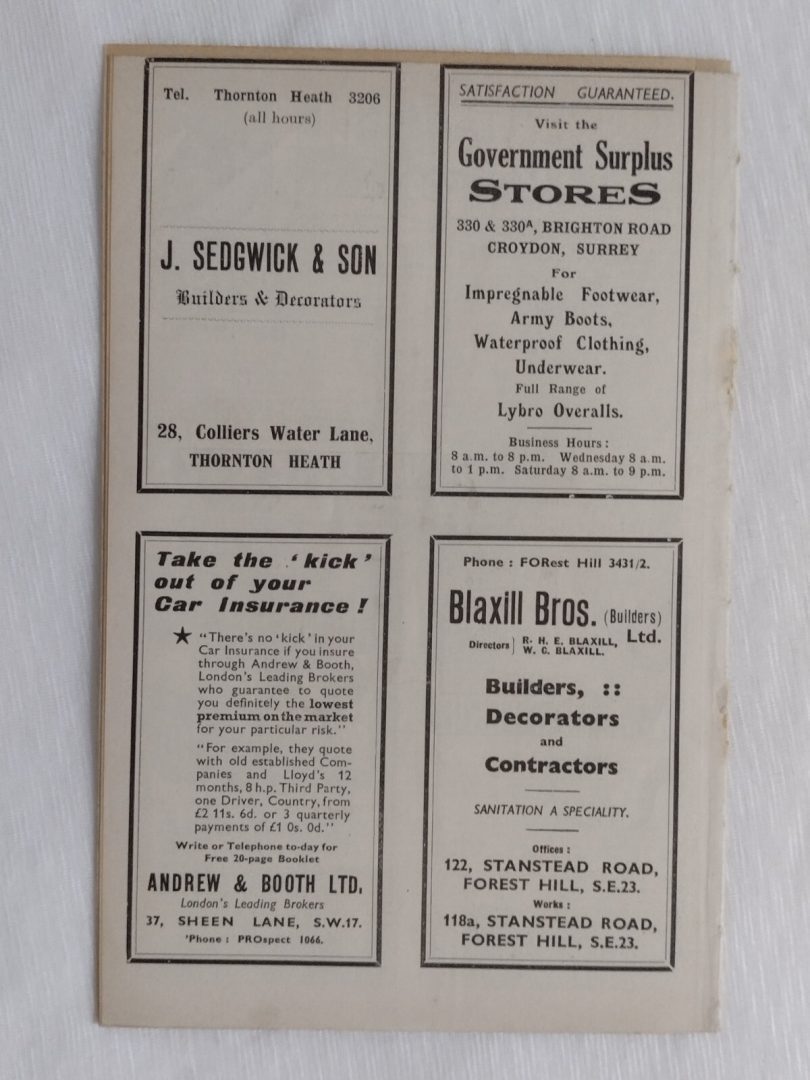 Tel. Thornton Heath 3206
(all hours)
J. SEDGWICK & SON
Builders & Decorators
28, Colliers Water Lane,
THORNTON HEATH
SATISFACTION GUARANTEED.
Visit the
Government Surplus
STORES
330 & 330A, BRIGHTON ROAD
CROYDON, SURREY
For
Impregnable Footwear,
Army Boots,
Waterproof Clothing,
Underwear.
Full Range of
Lybro Overalls.
Business Hours :
8 a.m. to 8 p.m. Wednesday 8 a.m.
to 1 p.m. Saturday 8 a.m. to 9 p.m.
Take the ‘kick’
out of your
Car Insurance !
★ “There's no ‘kick’ in your
Car Insurance if you insure
through Andrew & Booth,
London's Leading Brokers
who guarantee to quote
you definitely the lowest
premium on the market
for your particular risk.”
“For example, they quote
with old established Com-
panies and Lloyd's 12
months, 8 h.p. Third Party,
one Driver, Country, from
£2 11s. 6d. or 3 quarterly
payments of £1 0s. 0d.”
Write or Telephone to-day for
Free 20-page Booklet
ANDREW & BOOTH LTD,
London's Leading Brokers
37, SHEEN LANE, S.W.17.
'Phone : PROspect 1066.
Phone : FORest Hill 3431/2.
Blaxill Bros. (Builders)
Ltd.
Directors} R. H. E. BLAXILL,
W. C. BLAXILL.
Builders, ::
Decorators
and
Contractors
SANITATION A SPECIALITY.
Offices :
122, STANSTEAD ROAD,
FOREST HILL, S.E.23.
Works :
118a, STANSTEAD ROAD,
FOREST HILL, S.E.23.